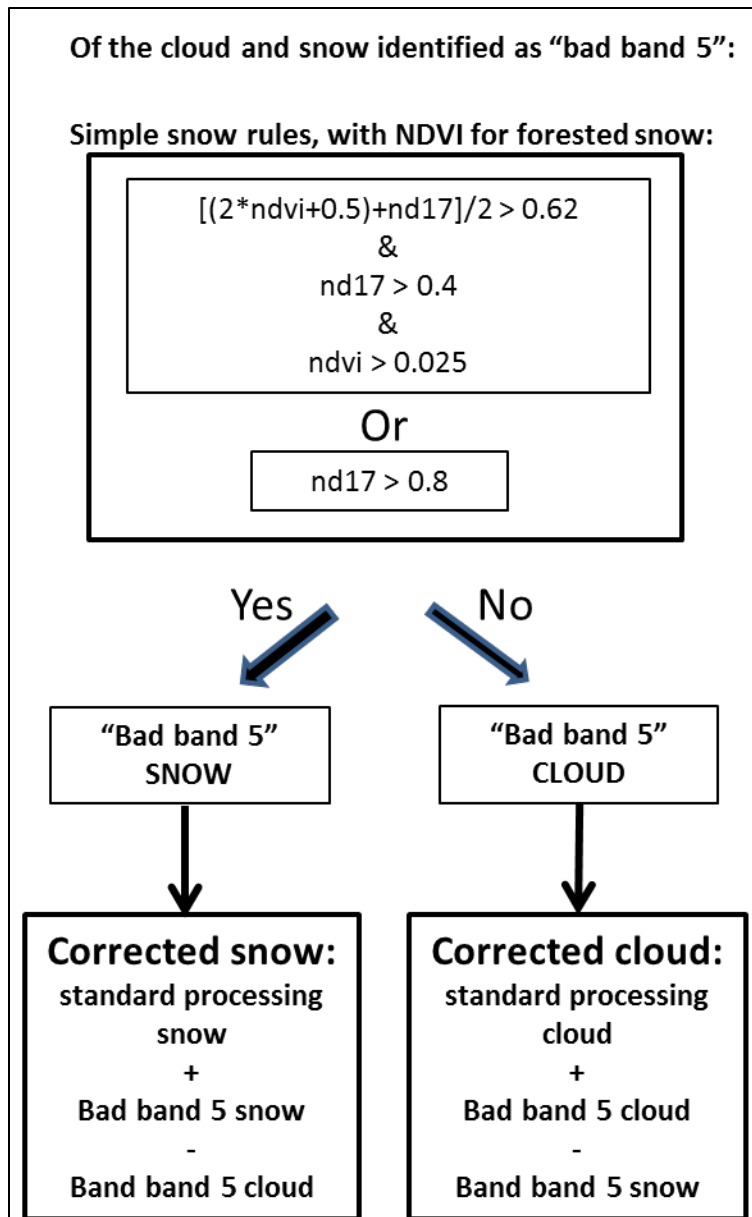 Of the cloud and snow identified as “bad band 5”:
Simple snow rules, with NDVI for forested snow:
[(2*ndvi+0.5)+nd17]/2 > 0.62
&
nd17 > 0.4
&
ndvi > 0.025
Or
nd17 > 0.8
Yes
No
“Bad band 5”
SNOW
“Bad band 5”
CLOUD
Corrected snow:
standard processing
snow
+
Bad band 5 snow
-
Band band 5 cloud
Corrected cloud:
standard processing
cloud
+
Bad band 5 cloud
-
Band band 5 snow